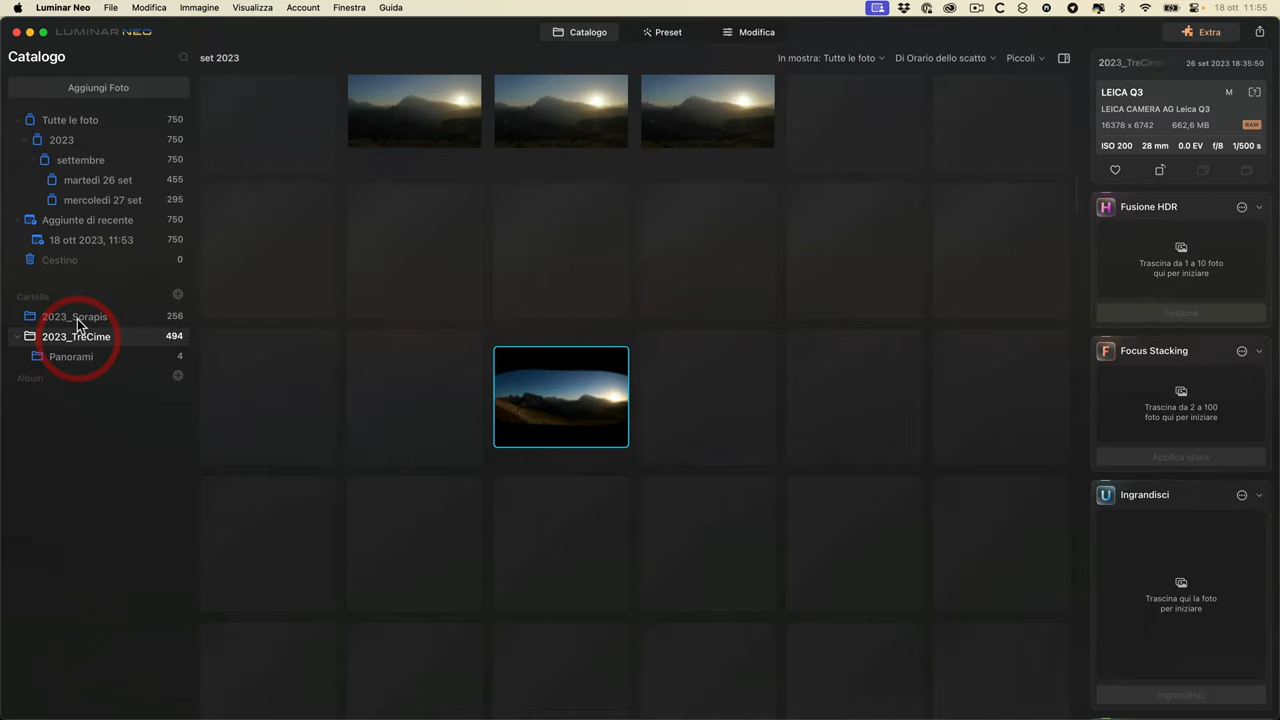 Luminar Neo File Modifica Immagine Visualizza Account Finestra Guida 18 ott 11:55
LUMINAR NEO Catalogo Preset Modifica Extra
Catalogo
set 2023 In mostra: Tutte le foto Di Orario dello scatto Piccoli
Aggiungi Foto
Tutte le foto 750
2023 750
settembre 750
martedì 26 set 455
mercoledì 27 set 295
Aggiunte di recente 750
18 ott 2023, 11:53 750
Cestino 0
Cartelle
2023_Sorapis 256
2023_TreCime 494
Panorami 4
Album
2023_TreCime 26 set 2023 18:35:50
LEICA Q3 M [?]
LEICA CAMERA AG Leica Q3
16378 x 6742 662,6 MB RAW
ISO 200 28 mm 0.0 EV f/8 1/500 s
Fusione HDR
Trascina da 1 a 10 foto
qui per iniziare
Fusione
Focus Stacking
Trascina da 2 a 100
foto qui per iniziare
Applica stack
Ingrandisci
Trascina qui la foto
per iniziare
Ingrandisci